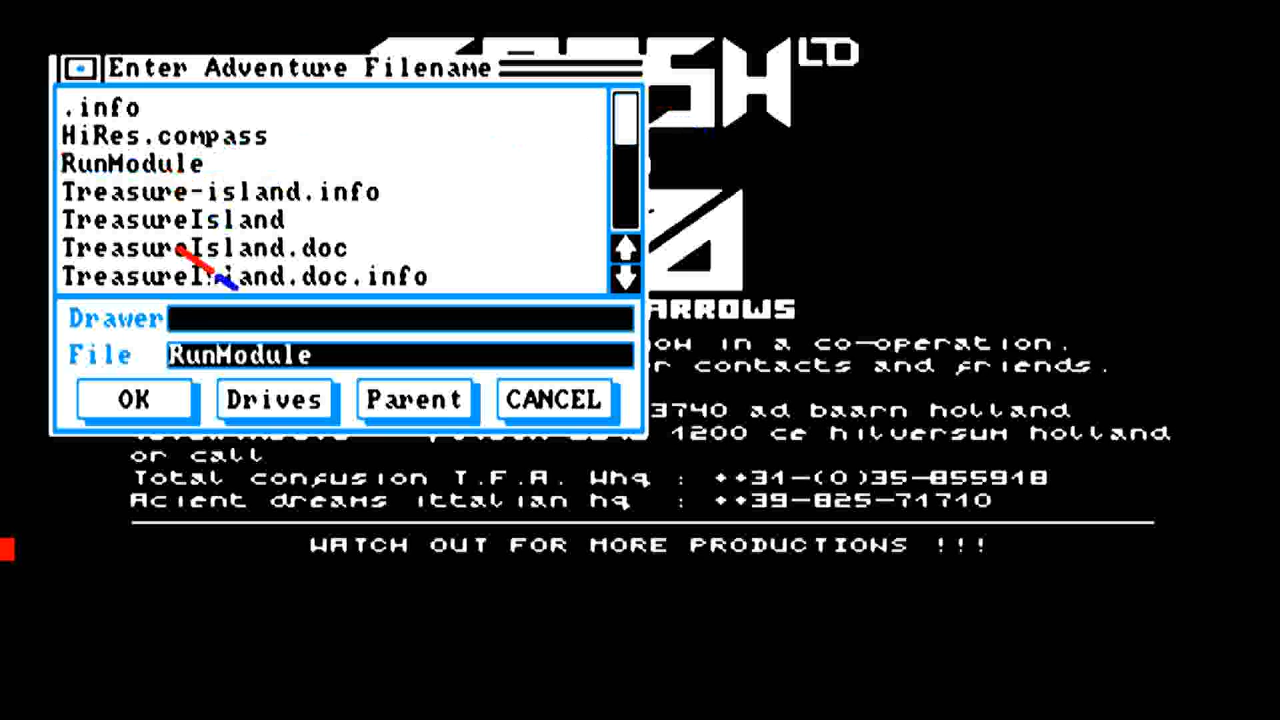 Enter Adventure Filename
LTD
.info
HiRes.compass
RunModule
Treasure-island.info
TreasureIsland
TreasureIsland.doc
TreasureIsland.doc.info
Drawer
ARROWS
File RunModule
in a co-operation.
contacts and friends.
OK Drives Parent CANCEL
3740 ad baarn holland
1200 ce hilversum holland
or call
Total confusion T.F.A. Whq : ++31-(0)35-855918
Acient dreams ittalian hq : ++39-825-71710
WATCH OUT FOR MORE PRODUCTIONS !!!